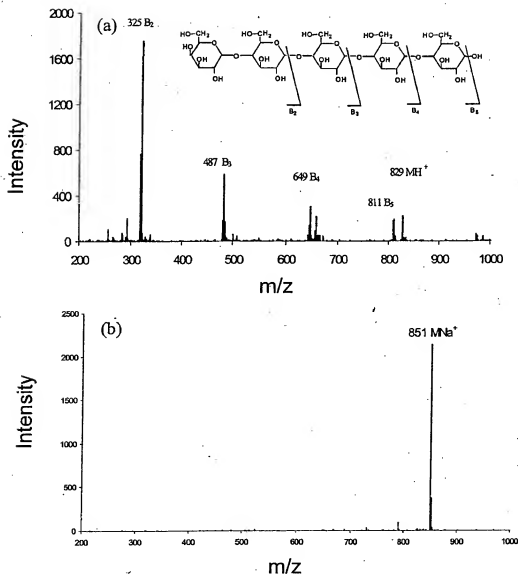 (a)
2000
1600
1200
800
400
0
Intensity
325 B2
487 B3
649 B4
811 B5
829 MH+
HO-CH2 HO-CH2 HO-CH2 HO-CH2 HO-CH2
HO OH OH OH OH OH OH
OH OH OH OH OH
B2 B3 B4 B5
200 300 400 500 600 700 800 900 1000
m/z
(b)
2500
2000
1500
1000
500
0
Intensity
851 MNa+
200 300 400 500 600 700 800 900 1000
m/z